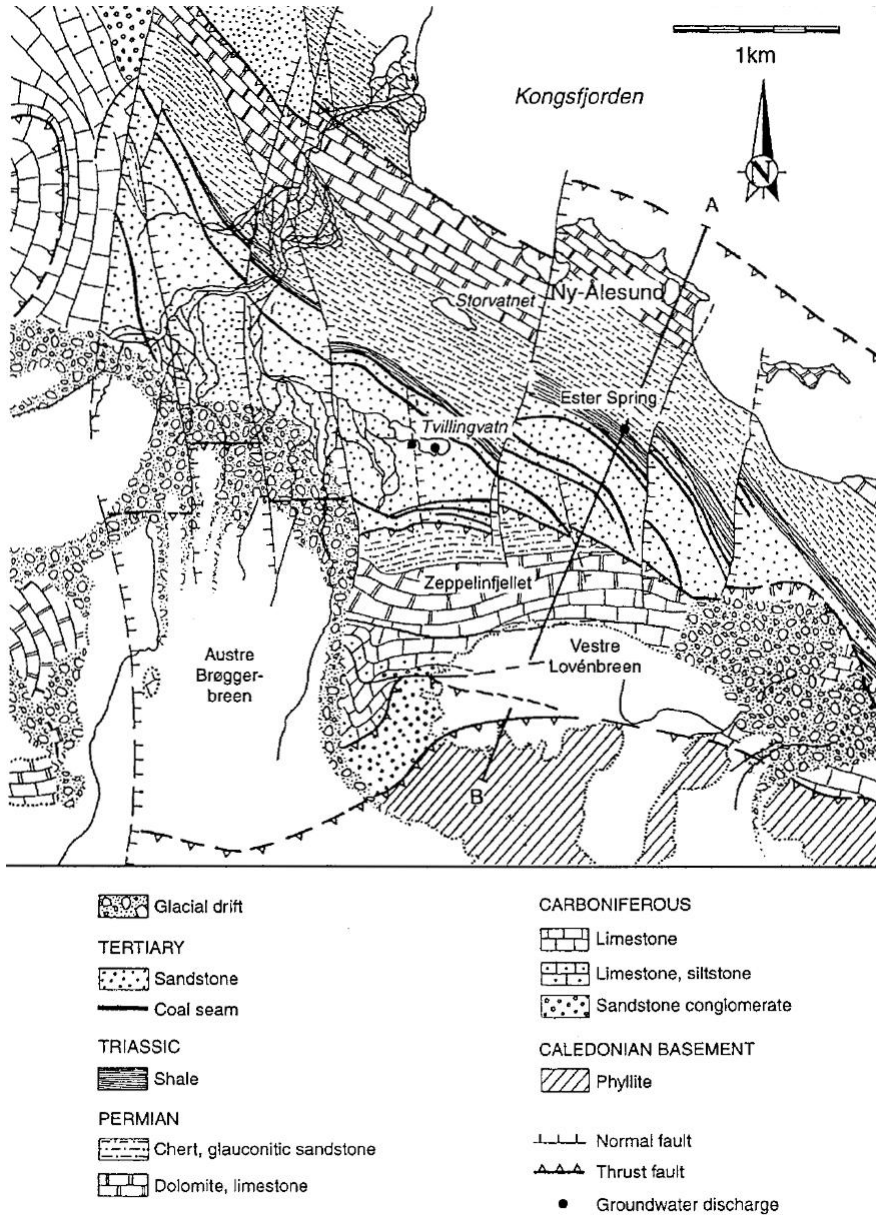 1km
Kongsfjorden
N
A
Ny-Ålesund
Storvatnet
Ester Spring
Tvillingvatn
Zeppelinfjellet
Vestre
Lovénbreen
Austre
Brøgger-
breen
B
Glacial drift
TERTIARY
Sandstone
Coal seam
TRIASSIC
Shale
PERMIAN
Chert, glauconitic sandstone
Dolomite, limestone
CARBONIFEROUS
Limestone
Limestone, siltstone
Sandstone conglomerate
CALEDONIAN BASEMENT
Phyllite
Normal fault
Thrust fault
Groundwater discharge